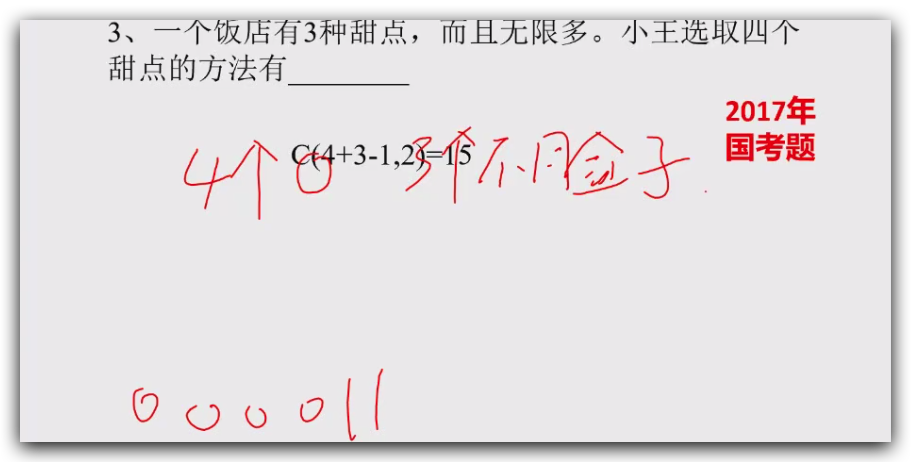 3、一个饭店有3种甜点，而且无限多。小王选取四个
甜点的方法有________
2017年
国考题
C(4+3-1,2)=15
4个0 3个不同盒子.
0 0 0 0 1 1